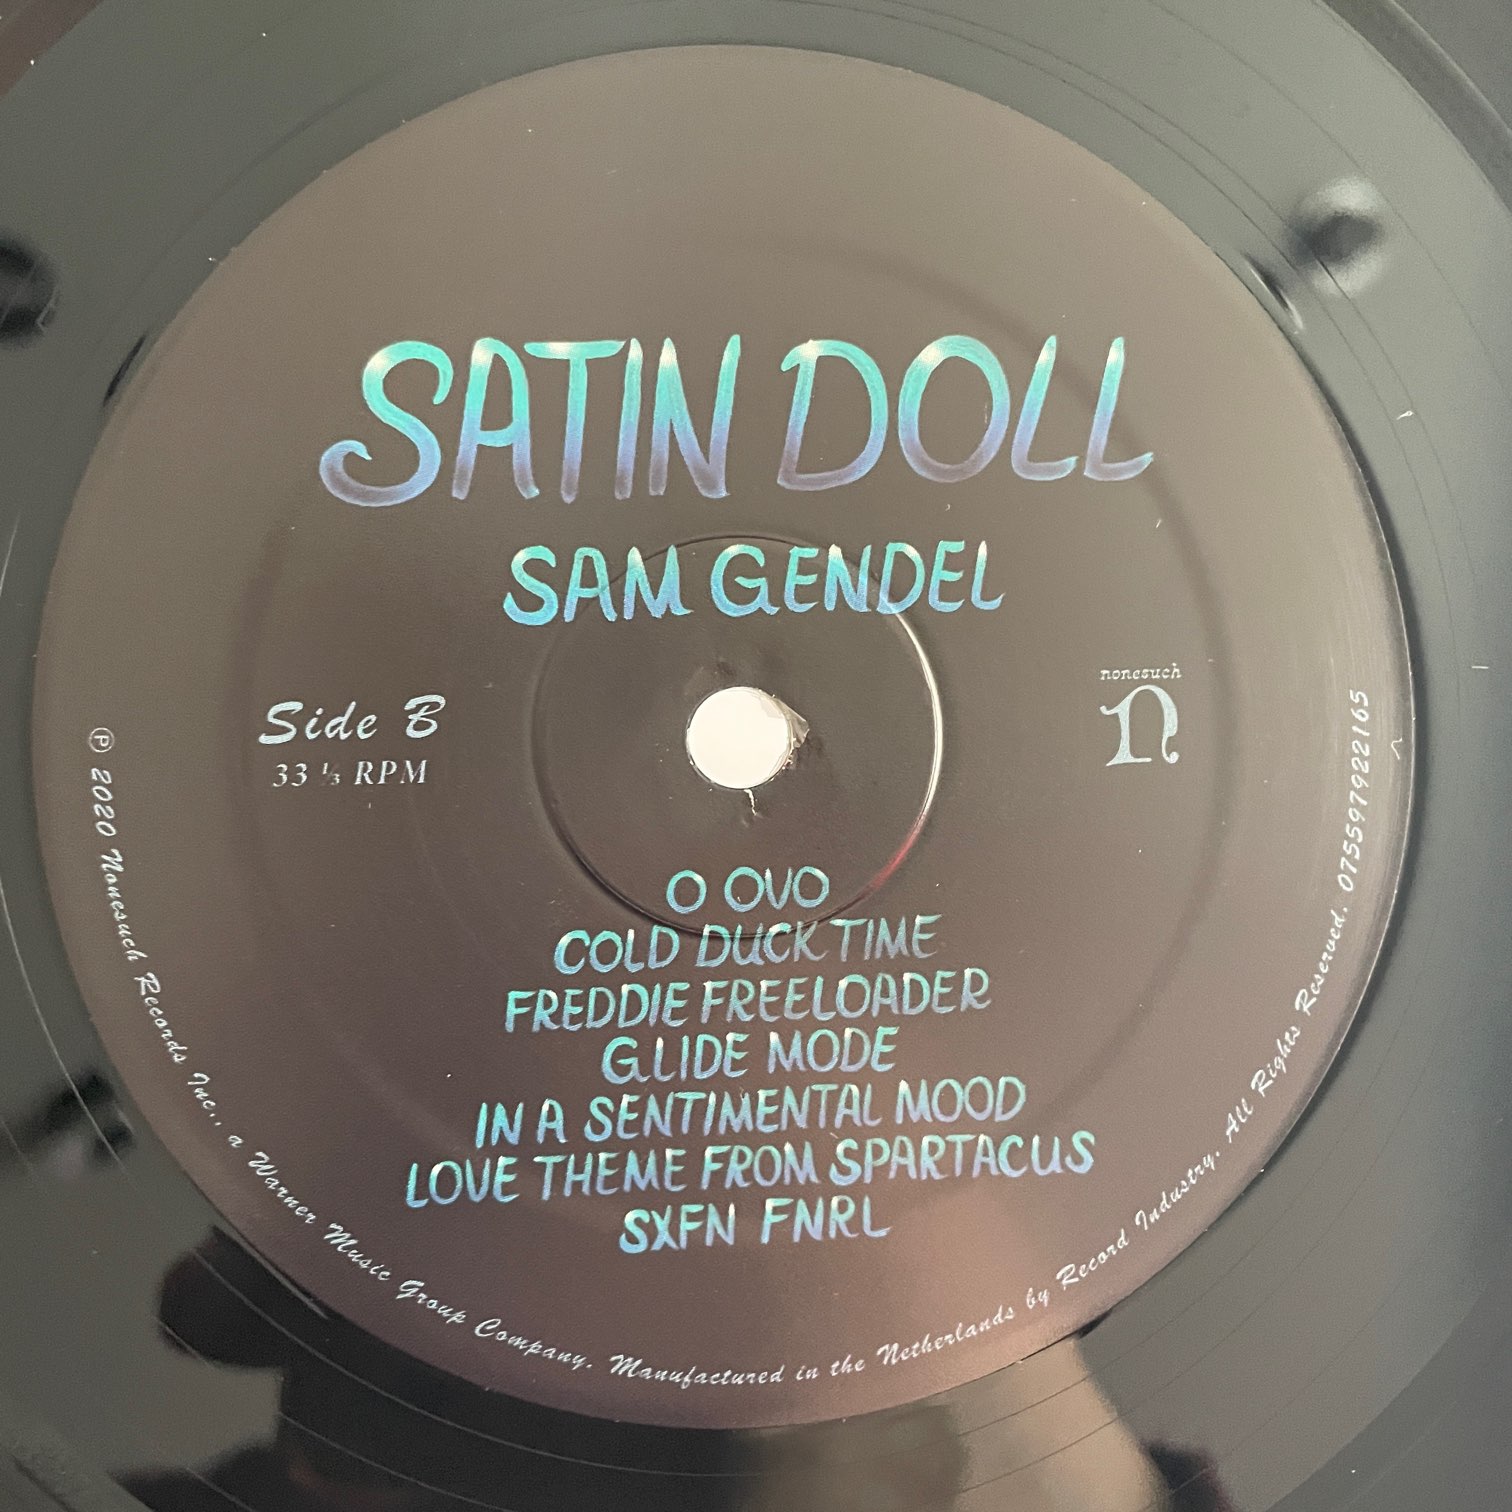 SATIN DOLL
SAM GENDEL
Side B
33 ⅓ RPM
nonesuch
n
O OVO
COLD DUCK TIME
FREDDIE FREELOADER
GLIDE MODE
IN A SENTIMENTAL MOOD
LOVE THEME FROM SPARTACUS
SXFN FNRL
℗ 2020 Nonesuch Records Inc., a Warner Music Group Company. Manufactured in the Netherlands by Record Industry. All Rights Reserved. 075597922165